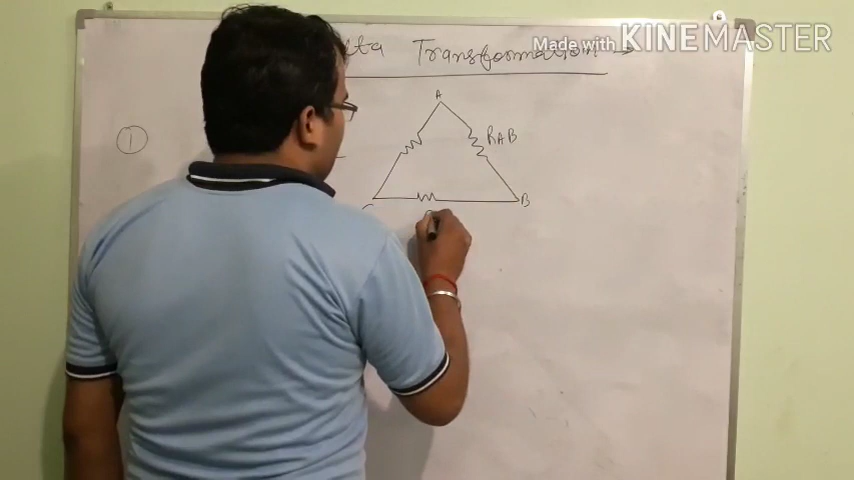 Transformation →
Made with KINEMASTER
①
A
RAB
B